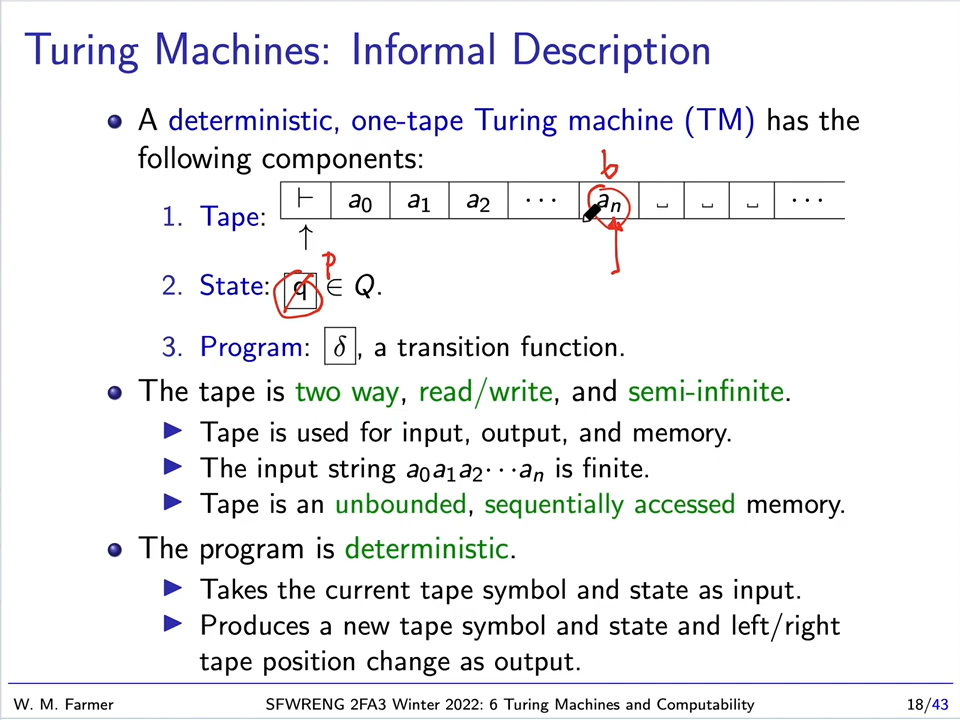 Turing Machines: Informal Description
A deterministic, one-tape Turing machine (TM) has the
following components:
b
1. Tape: ⊢ a₀ a₁ a₂ ··· aₙ ␣ ␣ ␣ ···
↑
p
2. State: q ∈ Q.
3. Program: δ, a transition function.
The tape is two way, read/write, and semi-infinite.
Tape is used for input, output, and memory.
The input string a₀a₁a₂···aₙ is finite.
Tape is an unbounded, sequentially accessed memory.
The program is deterministic.
Takes the current tape symbol and state as input.
Produces a new tape symbol and state and left/right
tape position change as output.
W. M. Farmer SFWRENG 2FA3 Winter 2022: 6 Turing Machines and Computability 18/43